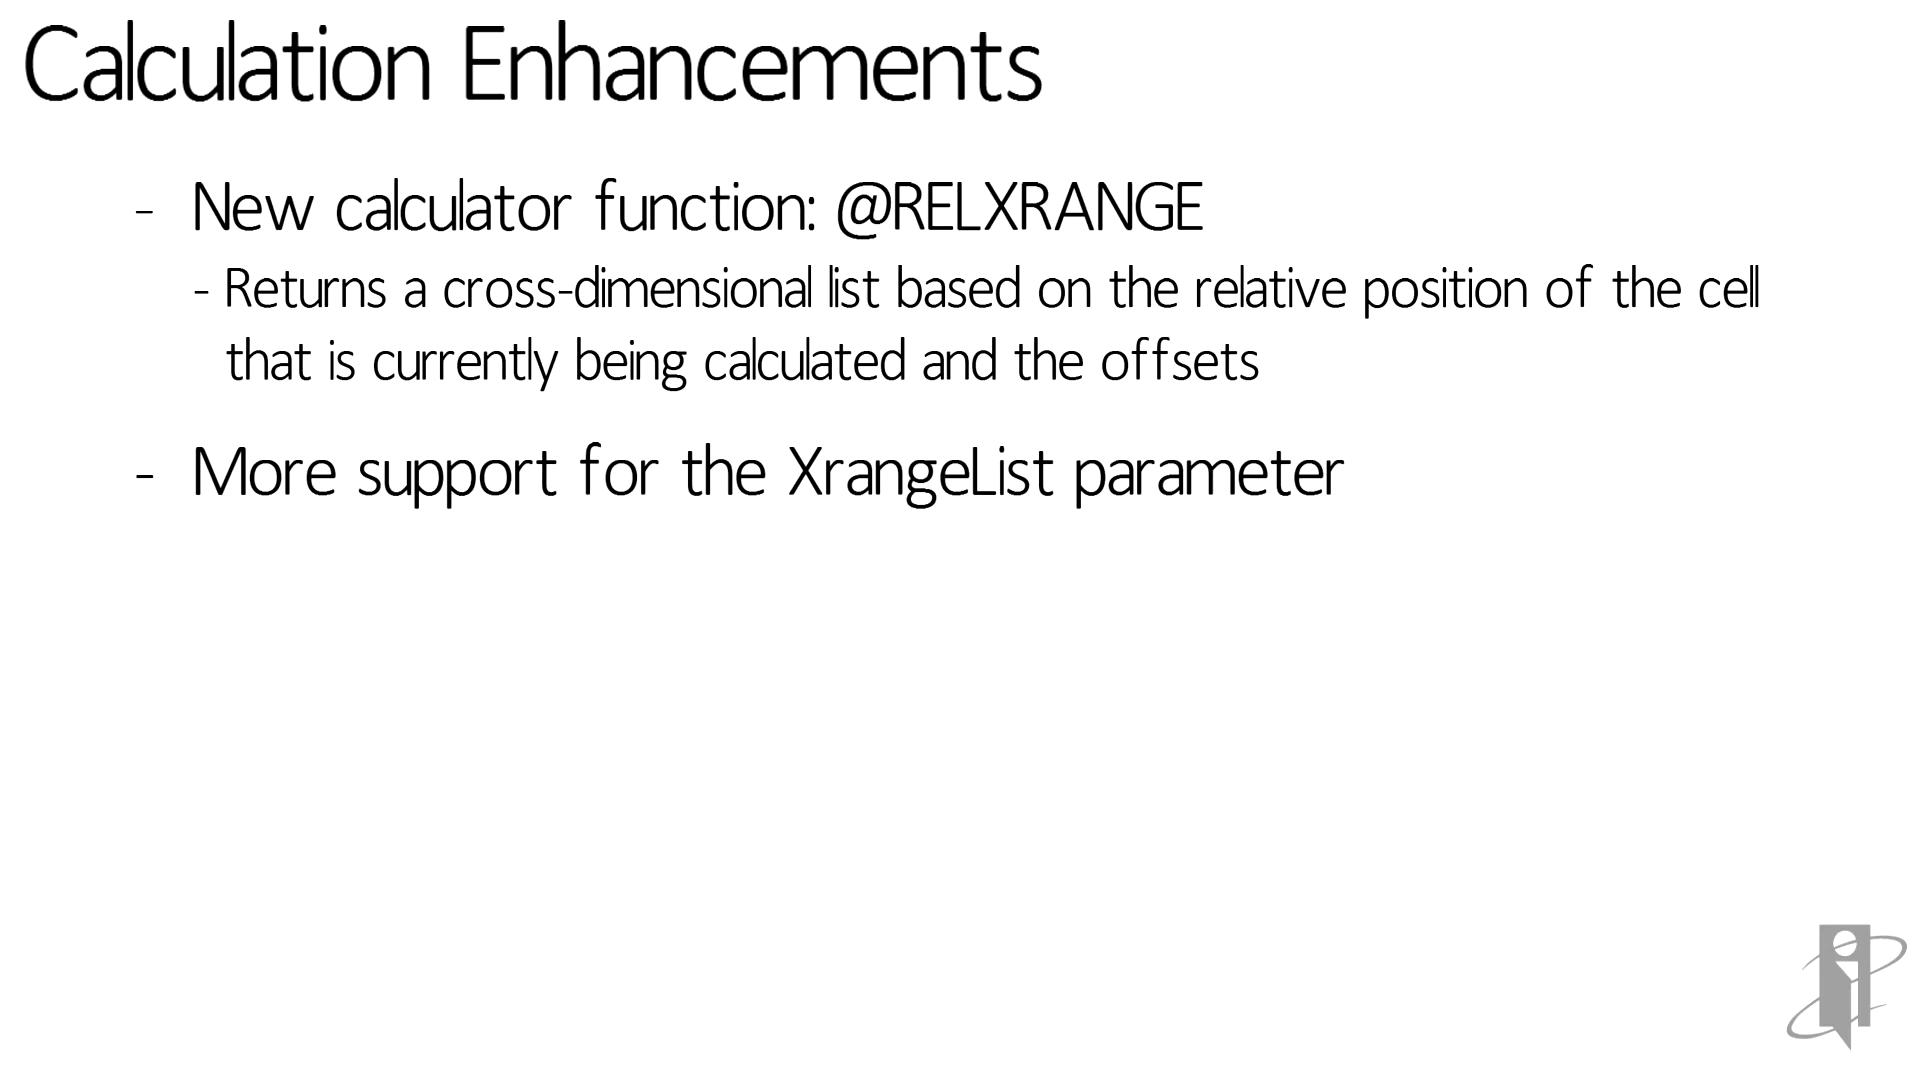 Calculation Enhancements
- New calculator function: @RELXRANGE
- Returns a cross-dimensional list based on the relative position of the cell
that is currently being calculated and the offsets
- More support for the XrangeList parameter